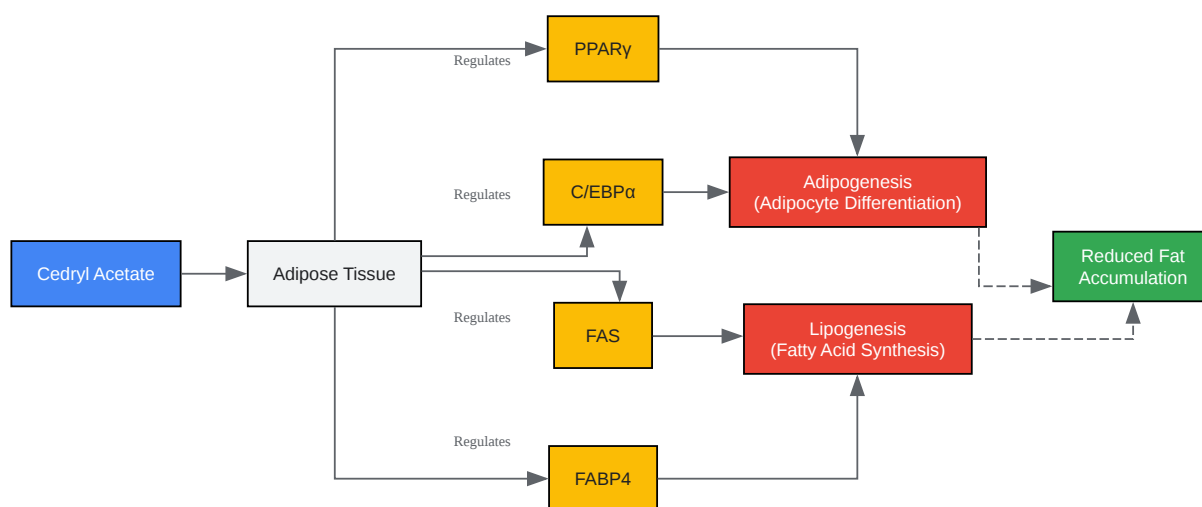 PPARγ
Regulates
C/EBPα
Regulates
Adipogenesis
(Adipocyte Differentiation)
Cedryl Acetate
Adipose Tissue
Reduced Fat
Accumulation
Regulates
FAS
Lipogenesis
(Fatty Acid Synthesis)
Regulates
FABP4